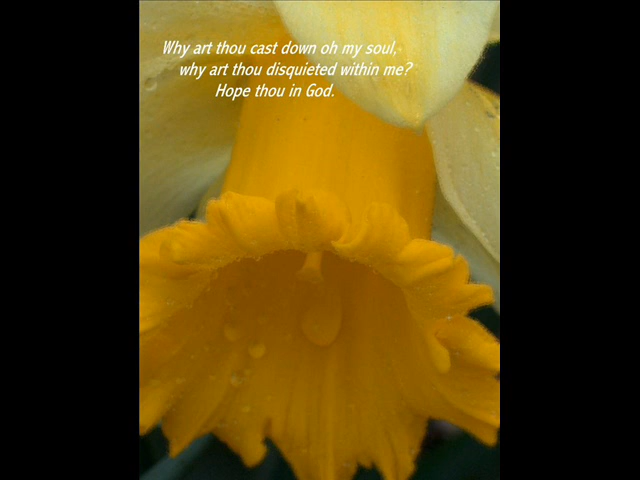 Why art thou cast down oh my soul,
why art thou disquieted within me?
Hope thou in God.